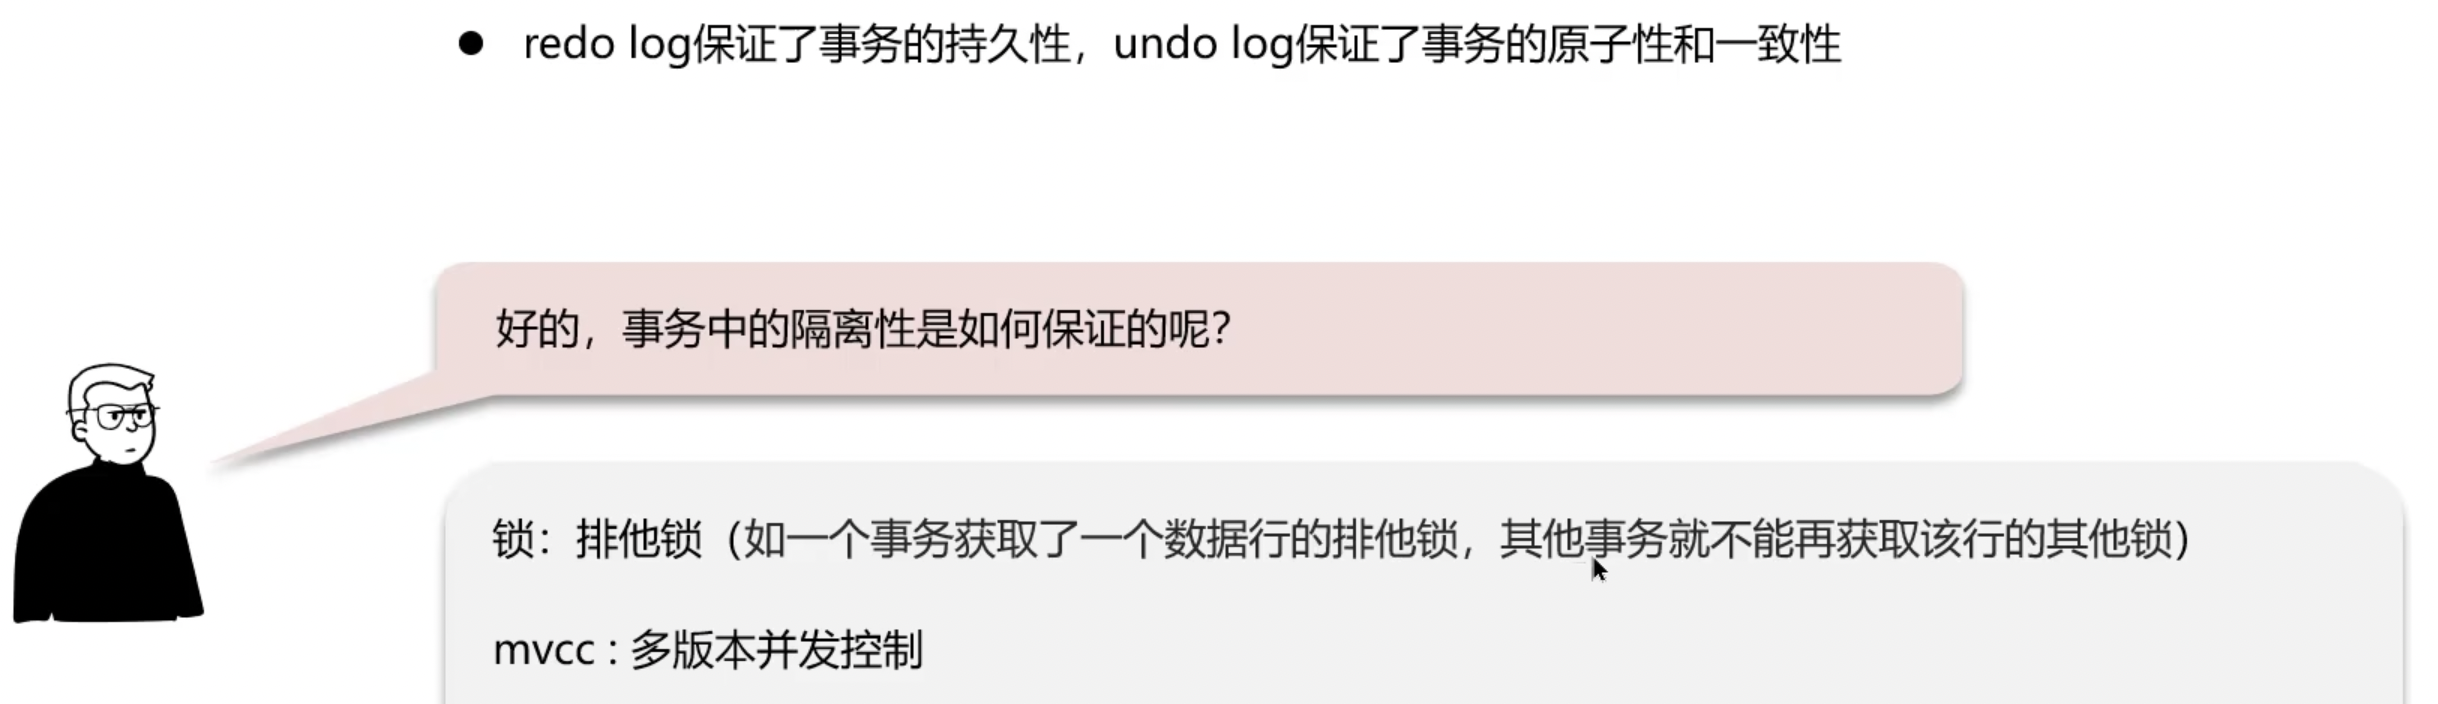 ● redo log保证了事务的持久性，undo log保证了事务的原子性和一致性
好的，事务中的隔离性是如何保证的呢？
锁：排他锁（如一个事务获取了一个数据行的排他锁，其他事务就不能再获取该行的其他锁）
mvcc : 多版本并发控制